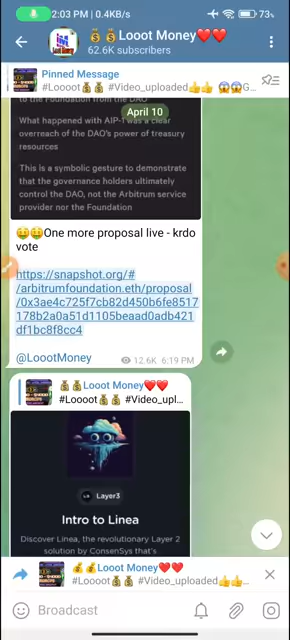 2:03 PM | 0.4KB/s
73%
💰💰Looot Money❤️❤️
62.6K subscribers
Pinned Message
#Loooot💰💰 #Video_uploaded👍👍 😱😱G...
to the Foundation from the DAO
April 10
What happened with AIP-1 was a clear
overreach of the DAO's power of treasury
resources
This is a symbolic gesture to demonstrate
that the governance holders ultimately
control the DAO, not the Arbitrum service
provider nor the Foundation
🤑🤑One more proposal live - krdo
vote
https://snapshot.org/#
/arbitrumfoundation.eth/proposal
/0x3ae4c725f7cb82d450b6fe8517
178b2a0a51d1105beaad0adb421
df1bc8f8cc4
@LoootMoney
12.6K 6:19 PM
💰💰Looot Money❤️❤️
#Loooot💰💰 #Video_upl...
Layer3
Intro to Linea
Discover Linea, the revolutionary Layer 2
solution by ConsenSys that's
💰💰Looot Money❤️❤️
#Loooot💰💰 #Video_uploaded👍👍...
Broadcast